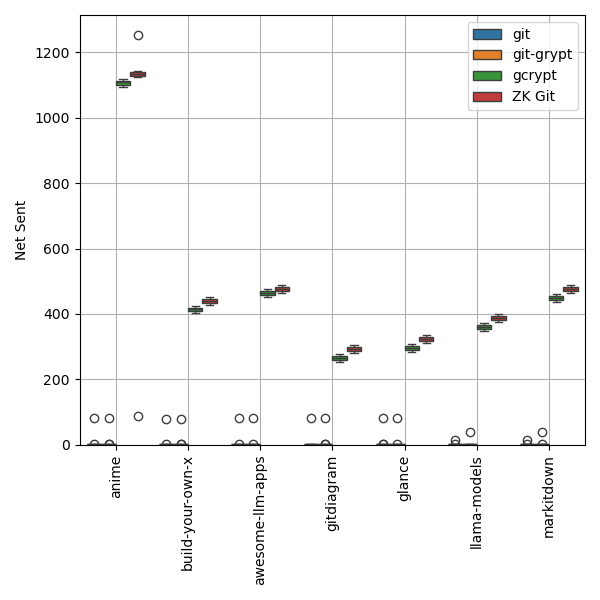 git
git-grypt
gcrypt
ZK Git
Net Sent
1200
1000
800
600
400
200
0
anime
build-your-own-x
awesome-llm-apps
gitdiagram
glance
llama-models
markitdown